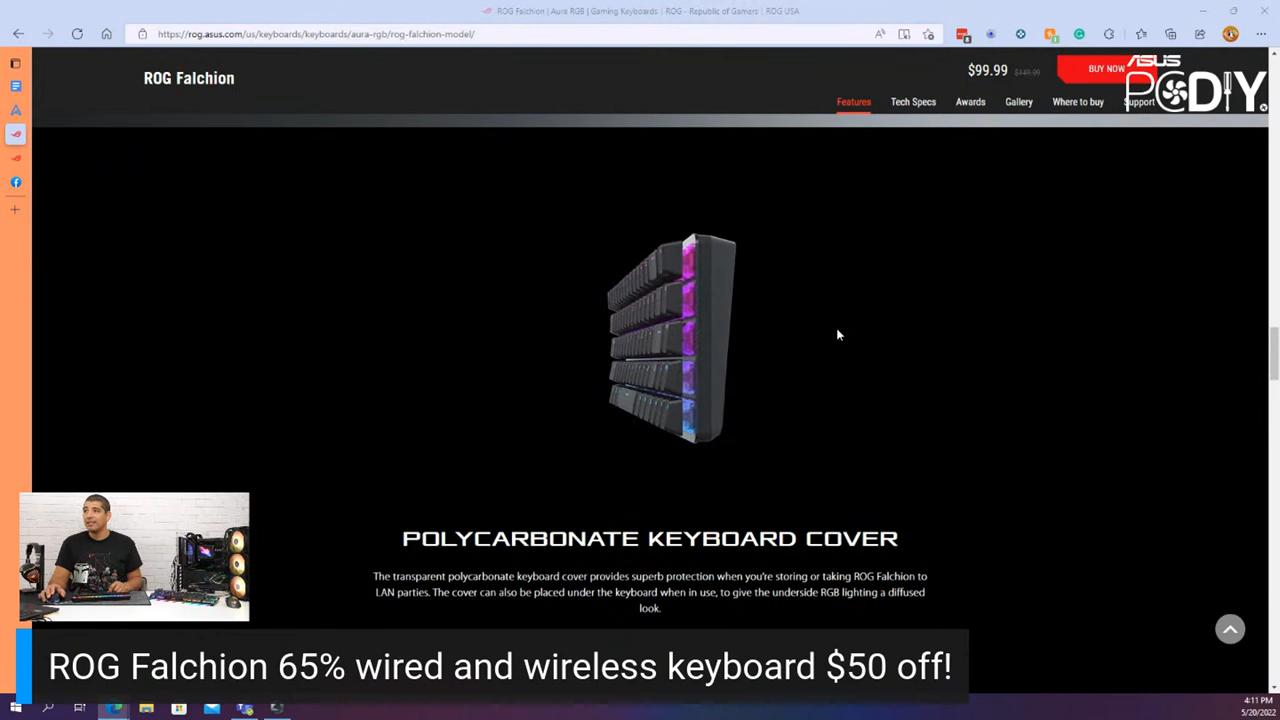 ROG Falchion | Aura RGB | Gaming Keyboards | ROG - Republic of Gamers | ROG USA
https://rog.asus.com/us/keyboards/keyboards/aura-rgb/rog-falchion-model/
ROG Falchion
$99.99 $149.99
BUY NOW
ASUS
PCDIY
Features Tech Specs Awards Gallery Where to buy Support
POLYCARBONATE KEYBOARD COVER
The transparent polycarbonate keyboard cover provides superb protection when you're storing or taking ROG Falchion to
LAN parties. The cover can also be placed under the keyboard when in use, to give the underside RGB lighting a diffused
look.
ROG Falchion 65% wired and wireless keyboard $50 off!
4:11 PM
5/20/2022